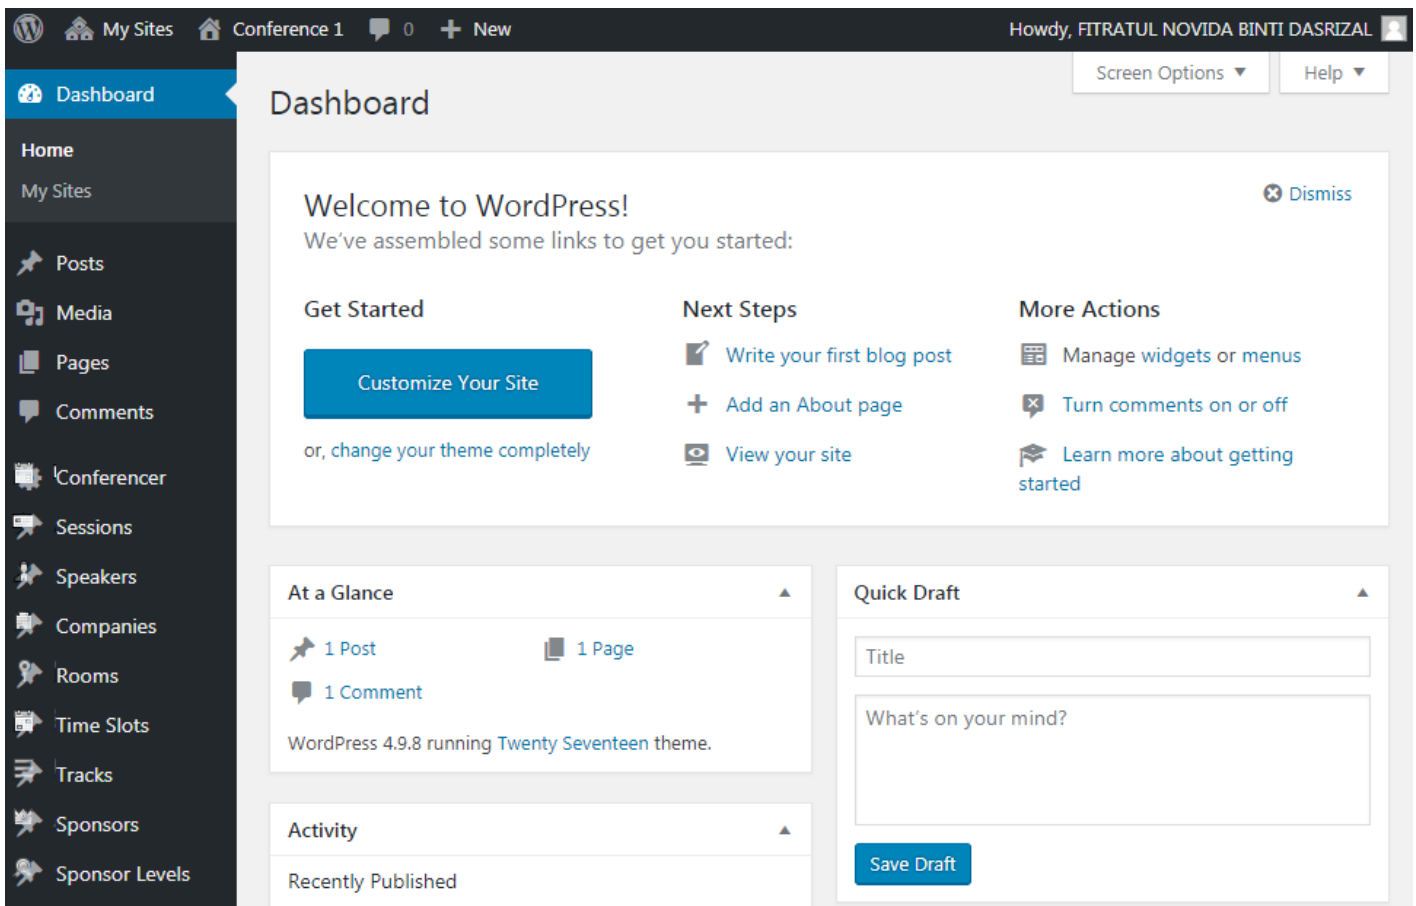 My Sites
Conference 1
0
New
Howdy, FITRATUL NOVIDA BINTI DASRIZAL
Screen Options
Help
Dashboard
Home
My Sites
Posts
Media
Pages
Comments
Conferencer
Sessions
Speakers
Companies
Rooms
Time Slots
Tracks
Sponsors
Sponsor Levels
Dashboard
Welcome to WordPress!
Dismiss
We've assembled some links to get you started:
Get Started
Customize Your Site
or, change your theme completely
Next Steps
Write your first blog post
Add an About page
View your site
More Actions
Manage widgets or menus
Turn comments on or off
Learn more about getting
started
At a Glance
1 Post
1 Page
1 Comment
WordPress 4.9.8 running Twenty Seventeen theme.
Activity
Recently Published
Quick Draft
Title
What's on your mind?
Save Draft